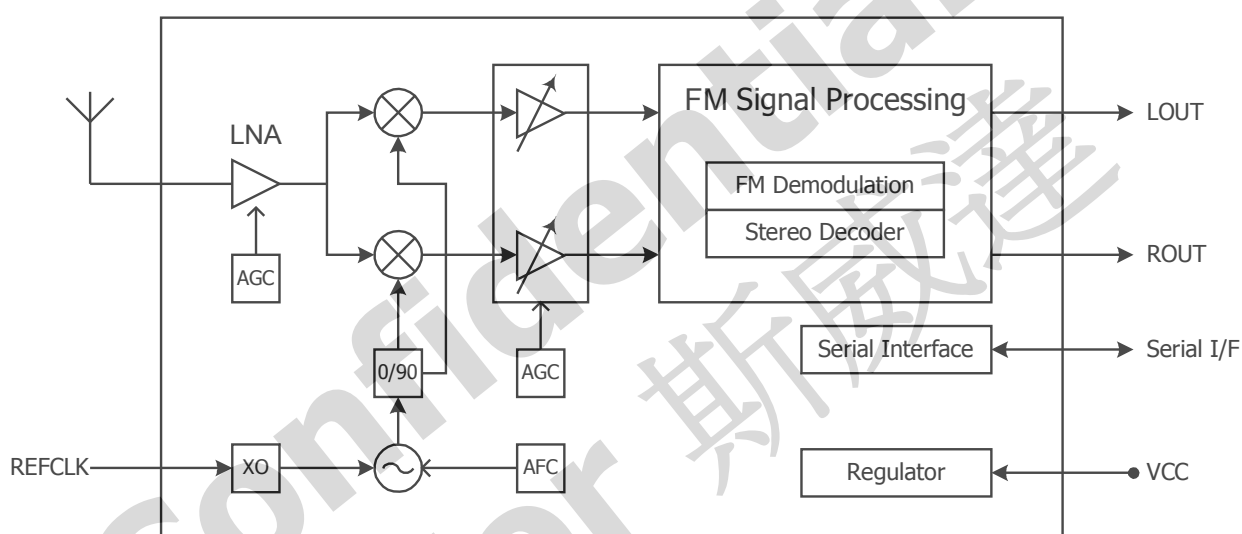 FM Signal Processing
LOUT
LNA
FM Demodulation
Stereo Decoder
ROUT
AGC
Serial Interface
Serial I/F
0/90
AGC
REFCLK
XO
AFC
Regulator
VCC
Confidential
斯威達